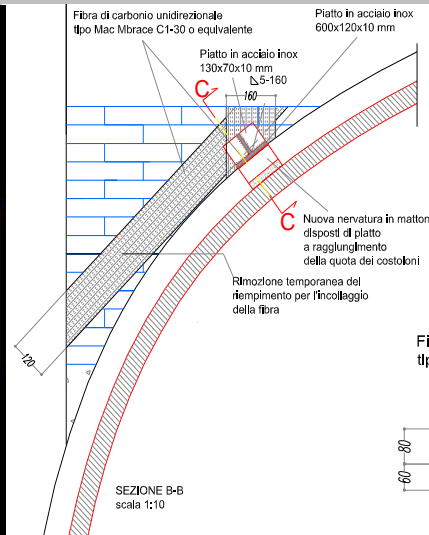 Fibra di carbonio unidirezionale
tipo Mac Mbrace C1-30 o equivalente
Piatto in acciaio inox
600x120x10 mm
Piatto in acciaio inox
130x70x10 mm
5-160
160
C
C
Nuova nervatura in matton
disposti di piatto
a raggiungimento
della quota dei costoloni
Rimozione temporanea del
riempimento per l'incollaggio
della fibra
120
Fi
tip
80
60
SEZIONE B-B
scala 1:10